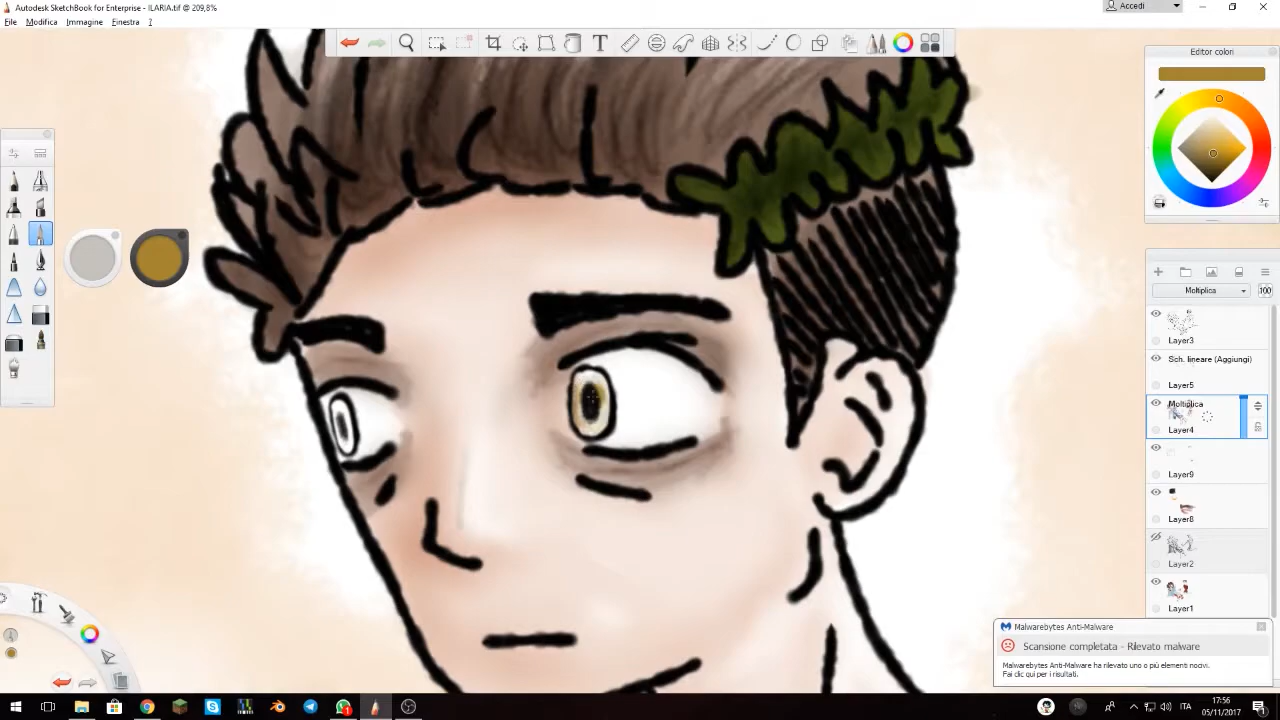 Autodesk SketchBook for Enterprise - ILARIA.tif @ 209,8%
Accedi
File Modifica Immagine Finestra ?
T
Editor colori
Moltiplica 100
Layer3
Sch. lineare (Aggiungi)
Layer5
Moltiplica
Layer4
Layer9
Layer8
Layer2
Layer1
Malwarebytes Anti-Malware
Scansione completata - Rilevato malware
Malwarebytes Anti-Malware ha rilevato uno o più elementi nocivi.
Fai clic qui per i risultati.
1
ITA
17:56
05/11/2017
1